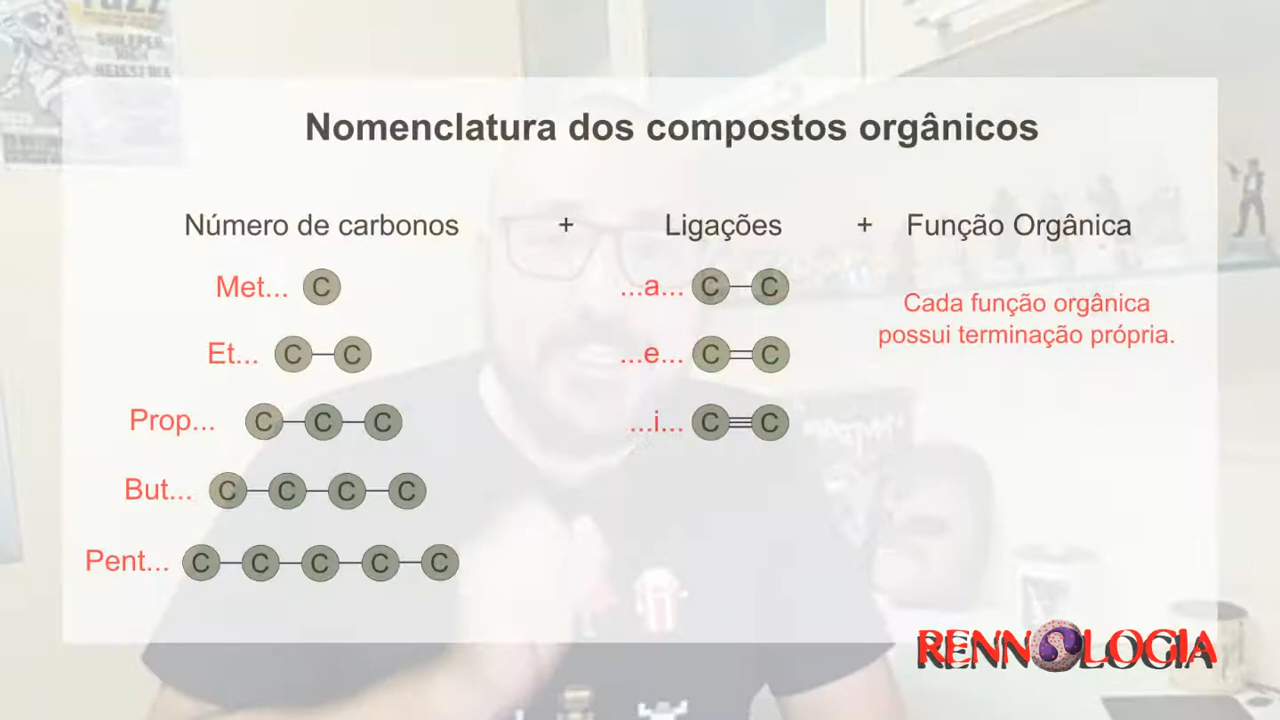 Nomenclatura dos compostos orgânicos
Número de carbonos + Ligações + Função Orgânica
Met... C
...a... C C
Cada função orgânica
possui terminação própria.
Et... C C
...e... C C
Prop... C C C
...i... C C
But... C C C C
Pent... C C C C C
RENNOLOGIA